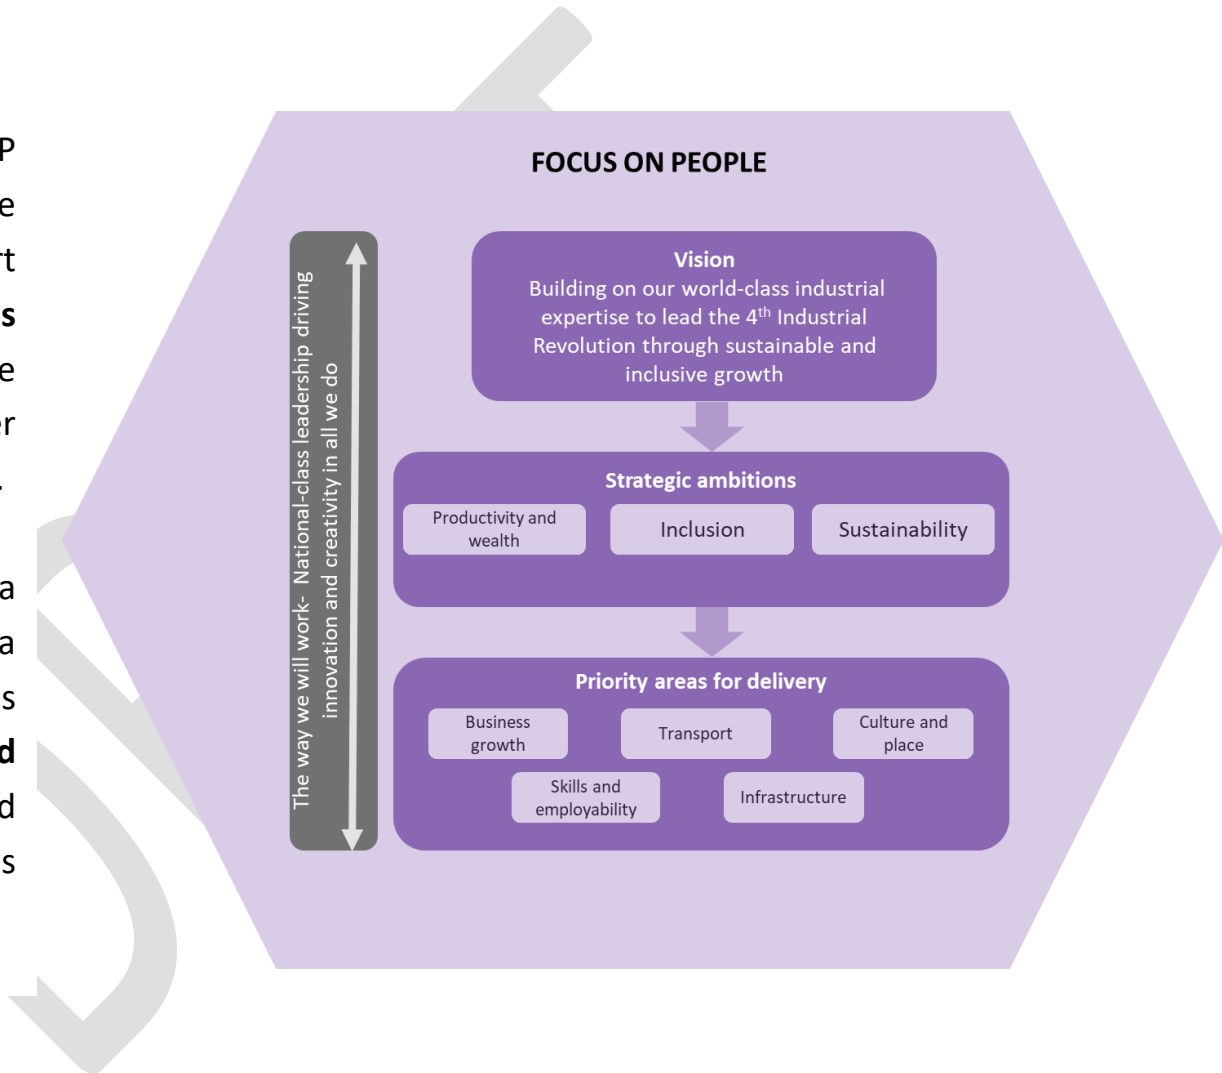 P
e
rt
s
e
er
.
a
a
s
d
d
s
FOCUS ON PEOPLE
The way we will work- National-class leadership driving
innovation and creativity in all we do
Vision
Building on our world-class industrial
expertise to lead the 4th Industrial
Revolution through sustainable and
inclusive growth
Strategic ambitions
Productivity and
wealth
Inclusion
Sustainability
Priority areas for delivery
Business
growth
Transport
Culture and
place
Skills and
employability
Infrastructure